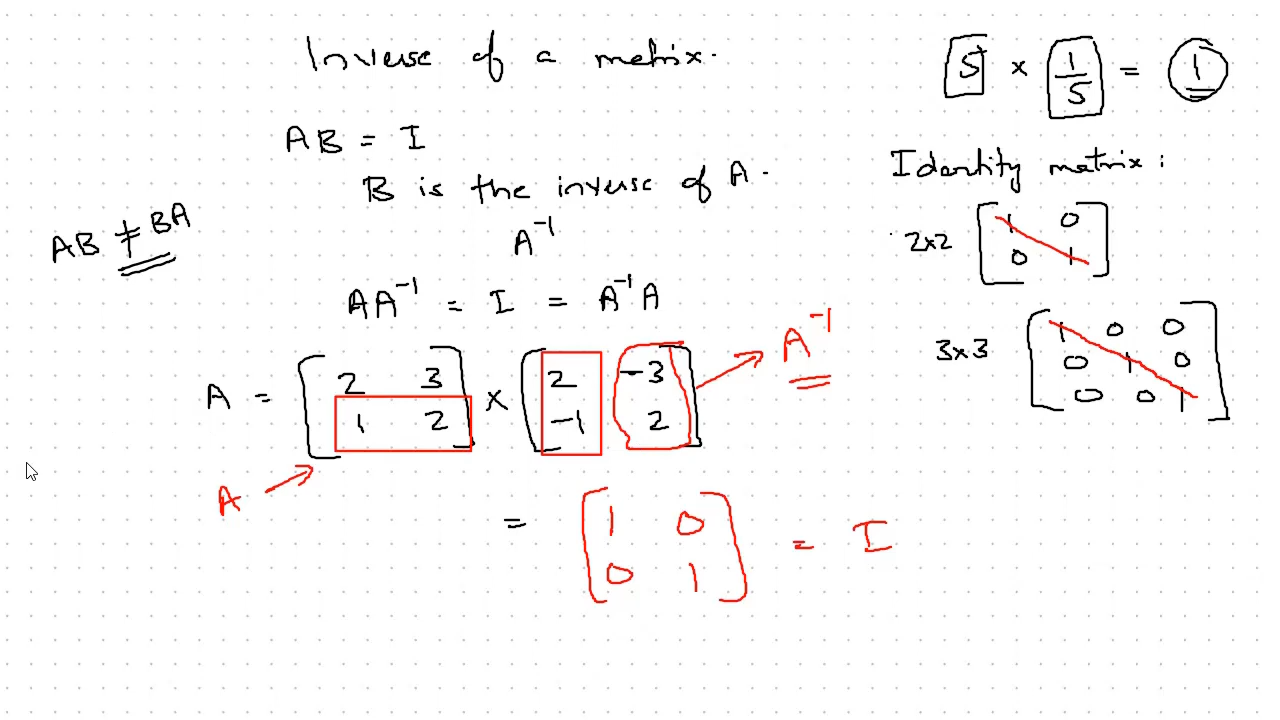 Inverse of a matrix.
AB = I
B is the inverse of A.
A⁻¹
AB ≠ BA
AA⁻¹ = I = A⁻¹A
A = [2 3
1 2] × [2 -3
-1 2]
A⁻¹
A
= [1 0
0 1] = I
5 × 1/5 = 1
Identity matrix:
2x2 [1 0
0 1]
3x3 [1 0 0
0 1 0
0 0 1]